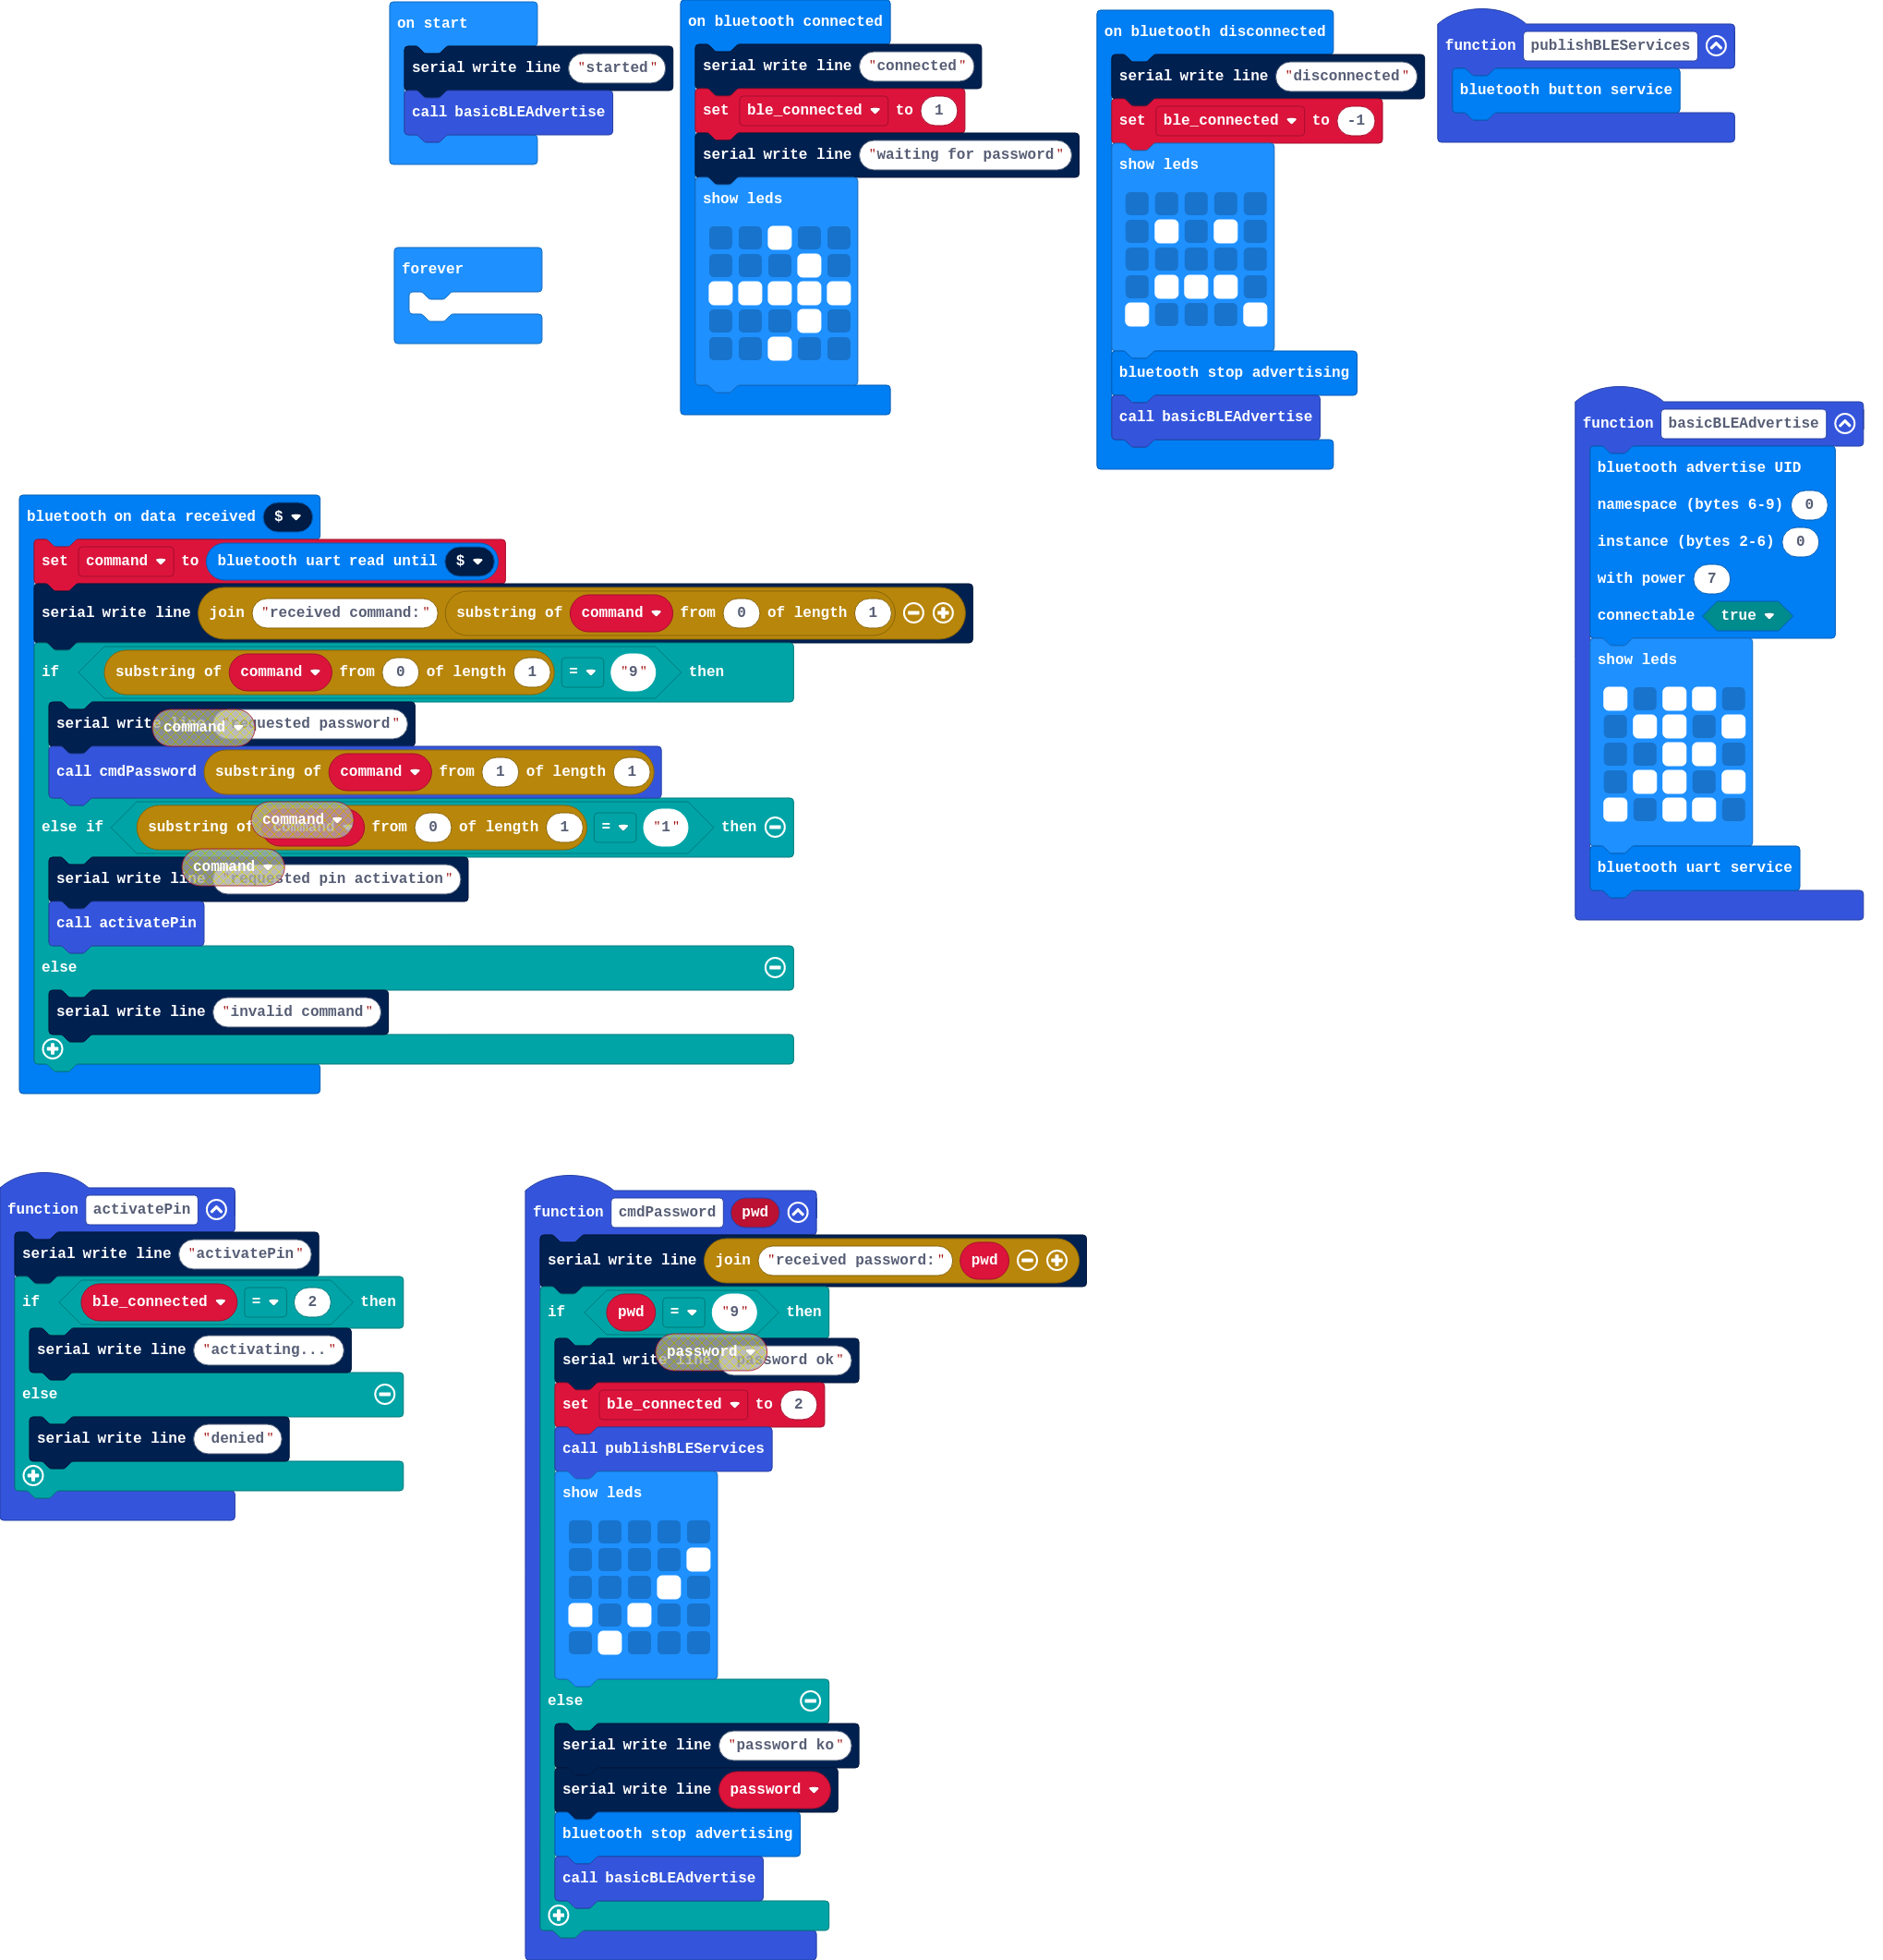 on start
serial write line "started"
call basicBLEAdvertise
forever
on bluetooth connected
serial write line "connected"
set ble_connected to 1
serial write line "waiting for password"
show leds
on bluetooth disconnected
serial write line "disconnected"
set ble_connected to -1
show leds
bluetooth stop advertising
call basicBLEAdvertise
function publishBLEServices
bluetooth button service
function basicBLEAdvertise
bluetooth advertise UID
namespace (bytes 6-9) 0
instance (bytes 2-6) 0
with power 7
connectable true
show leds
bluetooth uart service
bluetooth on data received $
set command to bluetooth uart read until $
serial write line join "received command:" substring of command from 0 of length 1
if substring of command from 0 of length 1 = "9" then
serial write line "requested password"
command
call cmdPassword substring of command from 1 of length 1
else if substring of command from 0 of length 1 = "1" then
command
command
serial write line "requested pin activation"
call activatePin
else
serial write line "invalid command"
function activatePin
serial write line "activatePin"
if ble_connected = 2 then
serial write line "activating..."
else
serial write line "denied"
function cmdPassword pwd
serial write line join "received password:" pwd
if pwd = "9" then
password
serial write line "password ok"
set ble_connected to 2
call publishBLEServices
show leds
else
serial write line "password ko"
serial write line password
bluetooth stop advertising
call basicBLEAdvertise